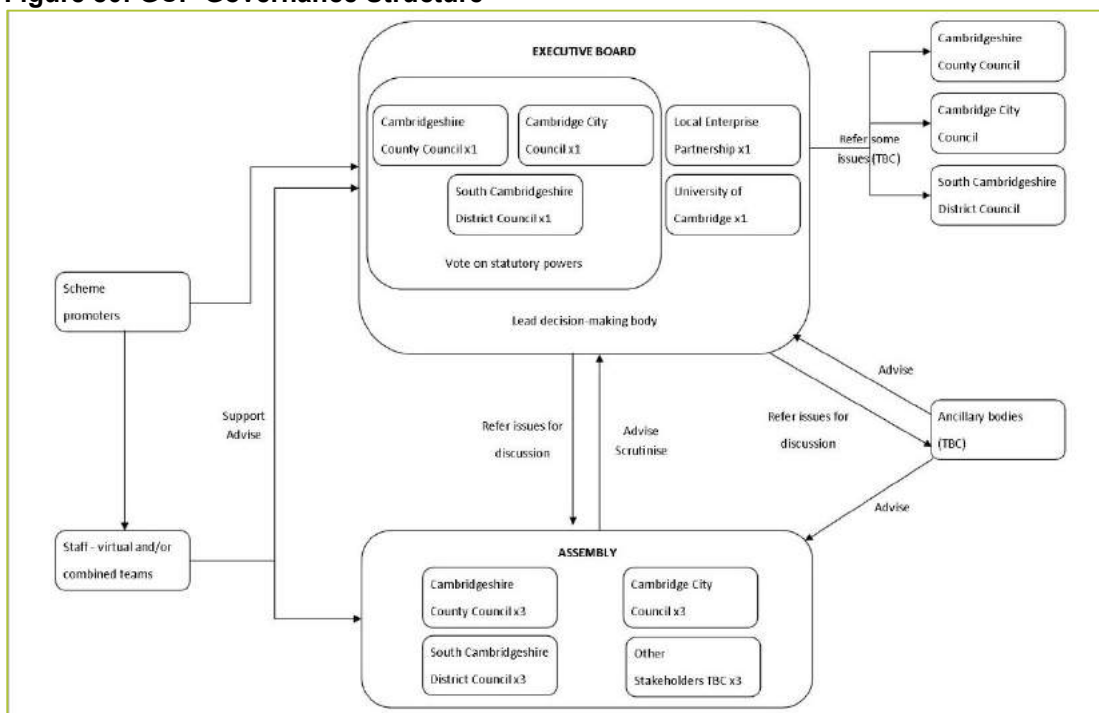 Figure GCP Governance Structure
EXECUTIVE BOARD
Cambridgeshire
County Council x1
Cambridge City
Council x1
South Cambridgeshire
District Council x1
Vote on statutory powers
Local Enterprise
Partnership x1
University of
Cambridge x1
Lead decision-making body
Refer some
issues (TBC)
Cambridgeshire
County Council
Cambridge City
Council
South Cambridgeshire
District Council
Scheme
promoters
Support
Advise
Refer issues for
discussion
Advise
Scrutinise
Advise
Refer issues for
discussion
Ancillary bodies
(TBC)
Advise
Staff - virtual and/or
combined teams
ASSEMBLY
Cambridgeshire
County Council x3
Cambridge City
Council x3
South Cambridgeshire
District Council x3
Other
Stakeholders TBC x3